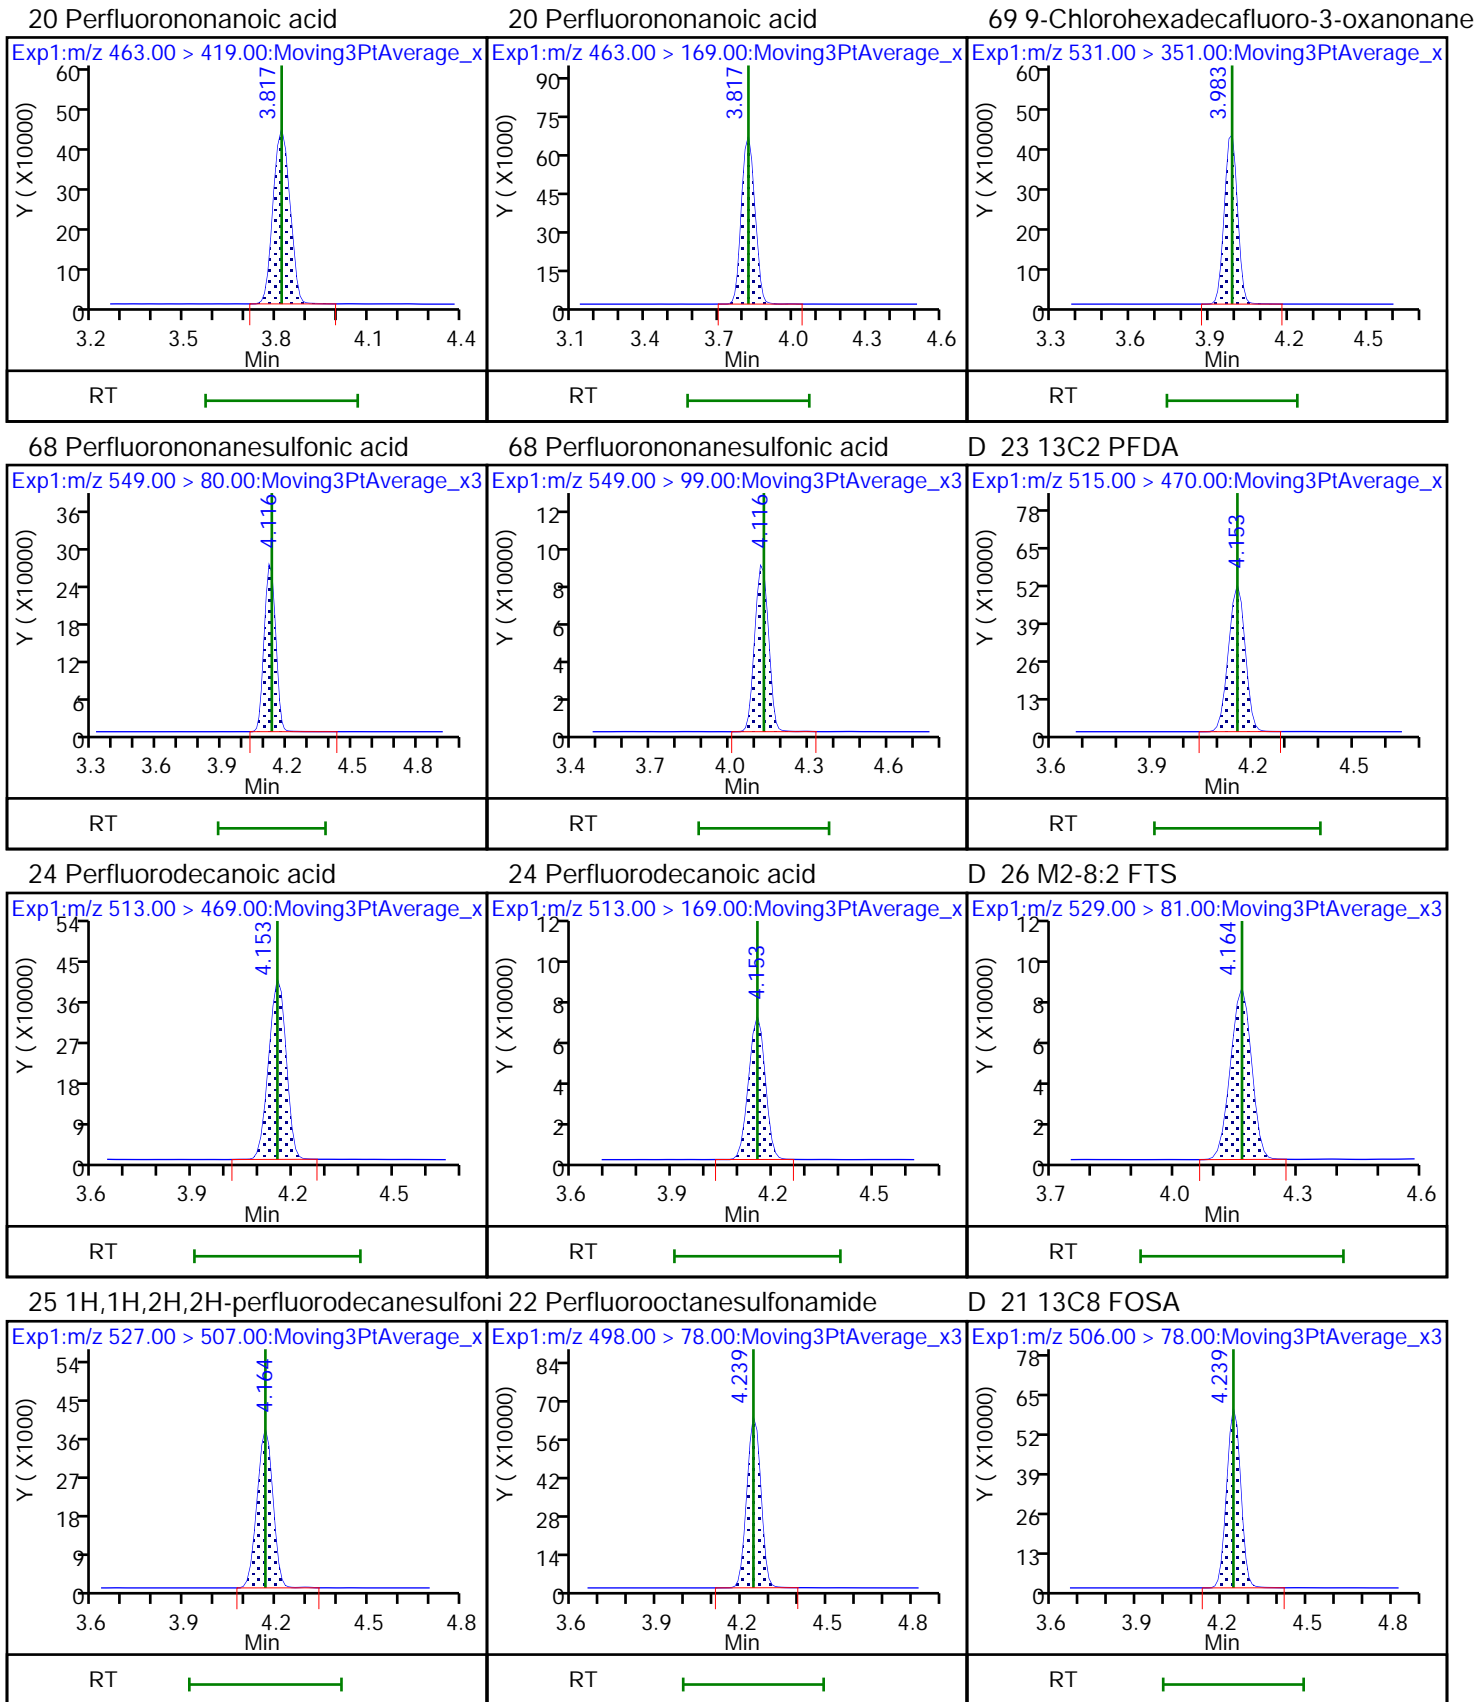 20 Perfluorononanoic acid
Exp1:m/z 463.00 > 419.00:Moving3PtAverage_x
Y ( X10000)
60
50
40
30
20
10
0
3.817
3.2 3.5 3.8 4.1 4.4
Min
RT
20 Perfluorononanoic acid
Exp1:m/z 463.00 > 169.00:Moving3PtAverage_x
Y ( X1000)
90
75
60
45
30
15
0
3.817
3.1 3.4 3.7 4.0 4.3 4.6
Min
RT
69 9-Chlorohexadecafluoro-3-oxanonane
Exp1:m/z 531.00 > 351.00:Moving3PtAverage_x
Y ( X10000)
60
50
40
30
20
10
0
3.983
3.3 3.6 3.9 4.2 4.5
Min
RT
68 Perfluorononanesulfonic acid
Exp1:m/z 549.00 > 80.00:Moving3PtAverage_x3
Y ( X10000)
36
30
24
18
12
6
0
4.116
3.3 3.6 3.9 4.2 4.5 4.8
Min
RT
68 Perfluorononanesulfonic acid
Exp1:m/z 549.00 > 99.00:Moving3PtAverage_x3
Y ( X10000)
12
10
8
6
4
2
0
4.116
3.4 3.7 4.0 4.3 4.6
Min
RT
D 23 13C2 PFDA
Exp1:m/z 515.00 > 470.00:Moving3PtAverage_x
Y ( X10000)
78
65
52
39
26
13
0
4.153
3.6 3.9 4.2 4.5
Min
RT
24 Perfluorodecanoic acid
Exp1:m/z 513.00 > 469.00:Moving3PtAverage_x
Y ( X10000)
54
45
36
27
18
9
0
4.153
3.6 3.9 4.2 4.5
Min
RT
24 Perfluorodecanoic acid
Exp1:m/z 513.00 > 169.00:Moving3PtAverage_x
Y ( X10000)
12
10
8
6
4
2
0
4.153
3.6 3.9 4.2 4.5
Min
RT
D 26 M2-8:2 FTS
Exp1:m/z 529.00 > 81.00:Moving3PtAverage_x3
Y ( X10000)
12
10
8
6
4
2
0
4.164
3.7 4.0 4.3 4.6
Min
RT
25 1H,1H,2H,2H-perfluorodecanesulfoni
Exp1:m/z 527.00 > 507.00:Moving3PtAverage_x
Y ( X10000)
54
45
36
27
18
9
0
4.164
3.6 3.9 4.2 4.5 4.8
Min
RT
22 Perfluorooctanesulfonamide
Exp1:m/z 498.00 > 78.00:Moving3PtAverage_x3
Y ( X10000)
84
70
56
42
28
14
0
4.239
3.6 3.9 4.2 4.5 4.8
Min
RT
D 21 13C8 FOSA
Exp1:m/z 506.00 > 78.00:Moving3PtAverage_x3
Y ( X10000)
78
65
52
39
26
13
0
4.239
3.6 3.9 4.2 4.5 4.8
Min
RT